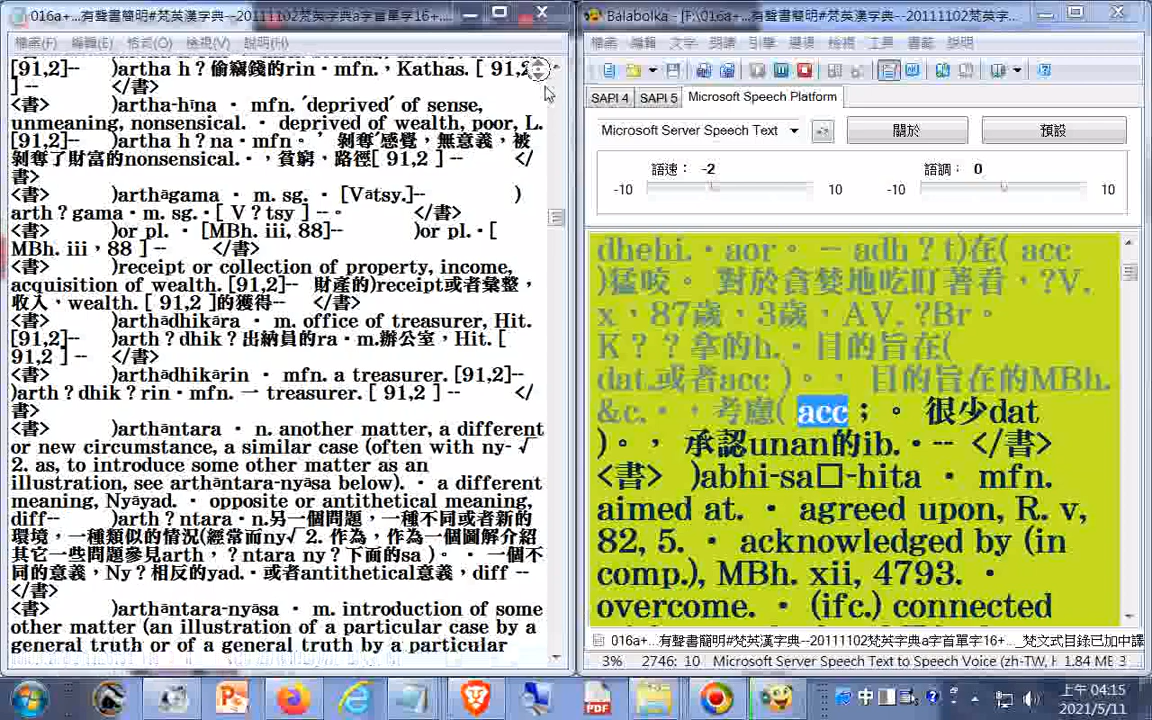 016a+...有聲書簡明#梵英漢字典--20111102梵英字典a字首單字16+...
檔案(F) 編輯(E) 格式(O) 檢視(V) 說明(H)
[91,2]-- )artha h ? 偷竊錢的rin‧mfn.，Kathas. [ 91,2
] -- </書>
<書> )artha-hīna ‧ mfn. 'deprived' of sense,
unmeaning, nonsensical. ‧ deprived of wealth, poor, L.
[91,2]-- )artha h ? na‧mfn。' 剝奪'感覺，無意義，被
剝奪了財富的nonsensical.‧，貧窮，路徑[ 91,2 ] -- </
書>
<書> )arthāgama ‧ m. sg. ‧ [Vātsy.]-- )
arth ? gama‧m. sg.‧[ V ? tsy ] --。 </書>
<書> )or pl. ‧ [MBh. iii, 88]-- )or pl.‧[
MBh. iii，88 ] -- </書>
<書> )receipt or collection of property, income,
acquisition of wealth. [91,2]-- 財產的)receipt或者彙整，
收入，wealth. [ 91,2 ]的獲得-- </書>
<書> )arthādhikāra ‧ m. office of treasurer, Hit.
[91,2]-- )arth ? dhik ? 出納員的ra‧m.辦公室，Hit. [
91,2 ] -- </書>
<書> )arthādhikārin ‧ mfn. a treasurer. [91,2]--
)arth ? dhik ? rin‧mfn. 一 treasurer. [ 91,2 ] -- </
書>
<書> )arthāntara ‧ n. another matter, a different
or new circumstance, a similar case (often with ny-√
2. as, to introduce some other matter as an
illustration, see arthāntara-nyāsa below). ‧ a different
meaning, Nyāyad. ‧ opposite or antithetical meaning,
diff-- )arth ? ntara‧n.另一個問題，一種不同或者新的
環境，一種類似的情況(經常而ny√ 2. 作為，作為一個圖解介紹
其它一些問題參見arth，? ntara ny ? 下面的sa )。‧ 一個不
同的意義，Ny ? 相反的yad.‧或者antithetical意義，diff --
</書>
<書> )arthāntara-nyāsa ‧ m. introduction of some
other matter (an illustration of a particular case by a
general truth or of a general truth by a particular
Balabolka - [F:\016a+...有聲書簡明#梵英漢字典--20111102梵英字...
檔案 編輯 文字 朗讀 引擎 選項 檢視 工具 書籤 說明
SAPI 4 SAPI 5 Microsoft Speech Platform
Microsoft Server Speech Text 關於 預設
語速： -2 語調： 0
-10 10 -10 10
dhehi.‧aor。 — adh ? t)在( acc
)猛咬。 對於貪婪地吃盯著看，?V.
x，87歲，3歲，AV. ?Br。
K ? ? 拿的h.‧目的旨在(
dat.或者acc )。， 目的旨在的MBh.
&c.‧，考慮( acc；。 很少dat
)。， 承認unan的ib.‧-- </書>
<書> )abhi-sa□-hita ‧ mfn.
aimed at. ‧ agreed upon, R. v,
82, 5. ‧ acknowledged by (in
comp.), MBh. xii, 4793. ‧
overcome. ‧ (ifc.) connected
016a+...有聲書簡明#梵英漢字典--20111102梵英字典a字首單字16+... _梵文式目錄已加中譯
3% 2746: 10 Microsoft Server Speech Text to Speech Voice (zh-TW, H 1.84 ME 3
中
上午 04:15
2021/5/11